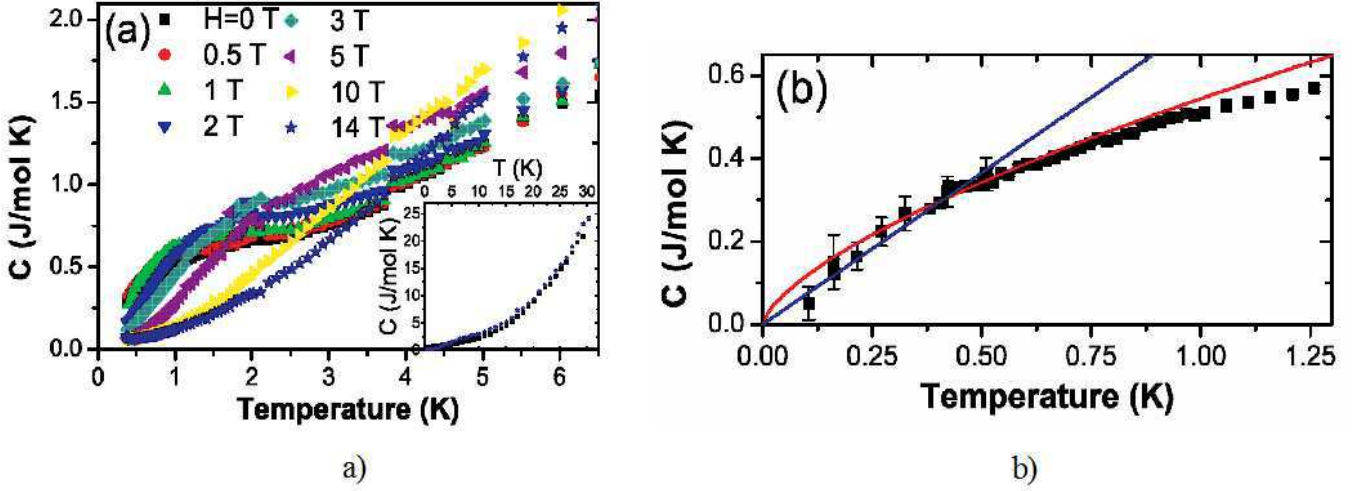 (a)
H=0 T
0.5 T
1 T
2 T
3 T
5 T
10 T
14 T
2.0
1.5
1.0
0.5
0.0
C (J/mol K)
0 1 2 3 4 5 6
Temperature (K)
T (K)
0 5 10 15 20 25 30
25
20
15
10
5
0
C (J/mol K)
a)
(b)
0.6
0.4
0.2
0.0
C (J/mol K)
0.00 0.25 0.50 0.75 1.00 1.25
Temperature (K)
b)